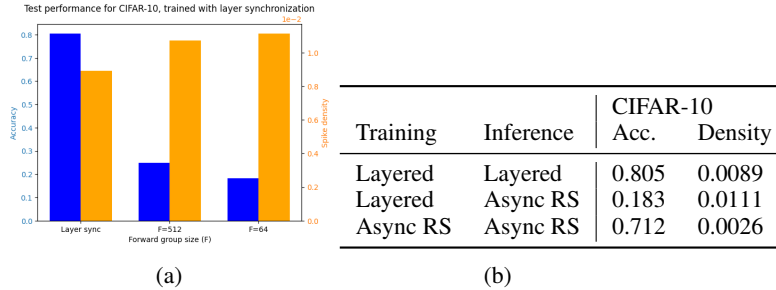 Test performance for CIFAR-10, trained with layer synchronization
1e−2
0.8
0.7
0.6
0.5
0.4
0.3
0.2
0.1
0.0
Accuracy
1.0
0.8
0.6
0.4
0.2
0.0
Spike density
Layer sync F=512 F=64
Forward group size (F)
(a)
CIFAR-10
Training Inference Acc. Density
Layered Layered 0.805 0.0089
Layered Async RS 0.183 0.0111
Async RS Async RS 0.712 0.0026
(b)